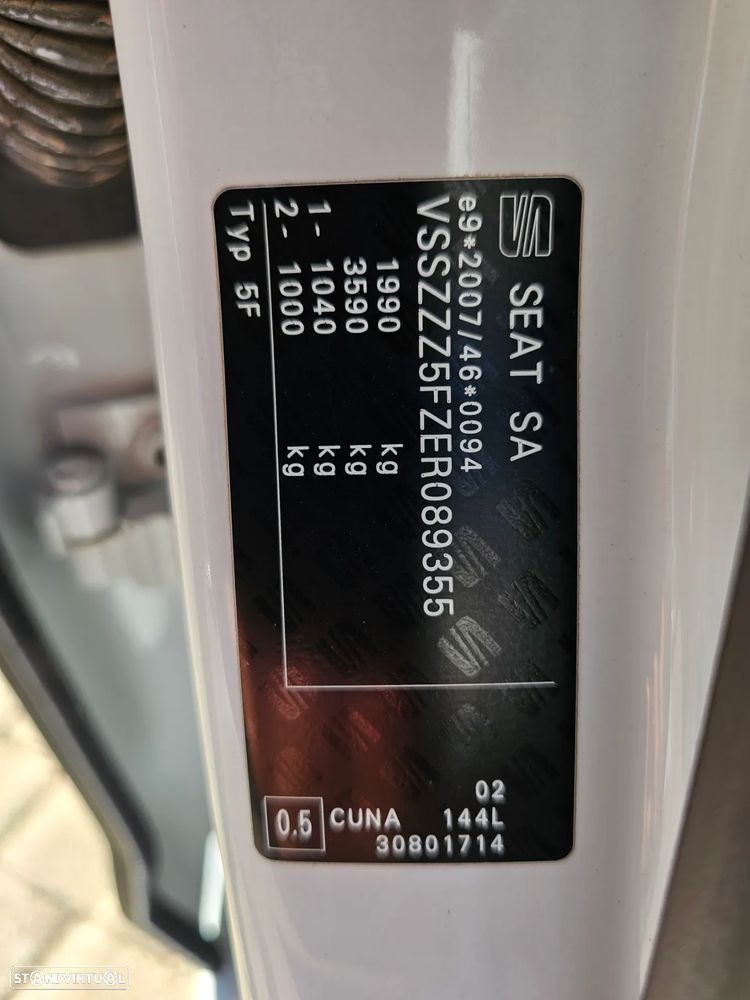 SEAT SA
e9*2007/46*0094
VSSZZZ5FZER089355
1990 kg
3590 kg
1- 1040 kg
2- 1000 kg
Typ 5F
02
0.5 CUNA 144L
30801714
STANDVIRTUAL